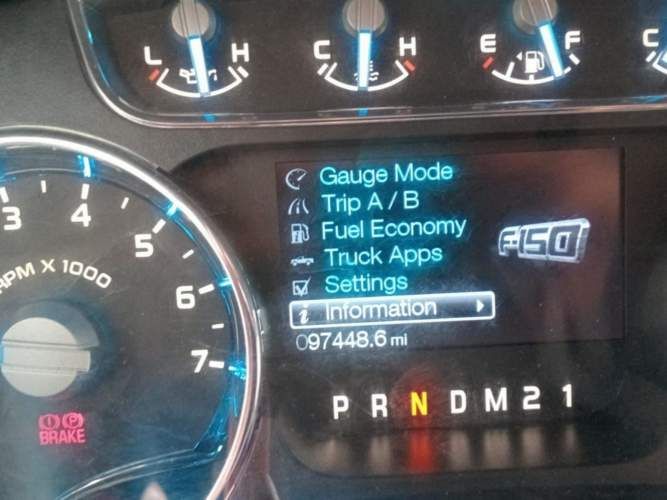 L H
C H
E F
C
Gauge Mode
Trip A / B
Fuel Economy
Truck Apps
Settings
Information
097448.6 mi
F-150
3 4 5 6 7
RPM X 1000
P R N D M 2 1
P
BRAKE